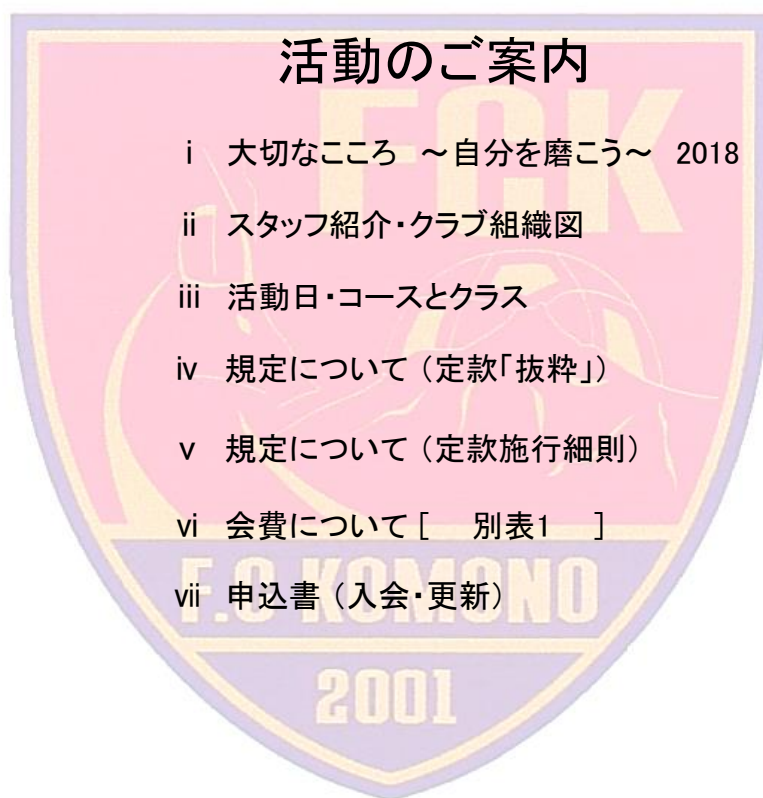 活動のご案内
FCK
ⅰ 大切なこころ ～自分を磨こう～ 2018
ⅱ スタッフ紹介・クラブ組織図
ⅲ 活動日・コースとクラス
ⅳ 規定について（定款「抜粋」）
ⅴ 規定について（定款施行細則）
ⅵ 会費について［ 別表1 ］
ⅶ 申込書（入会・更新）
F.C KOMONO
2001